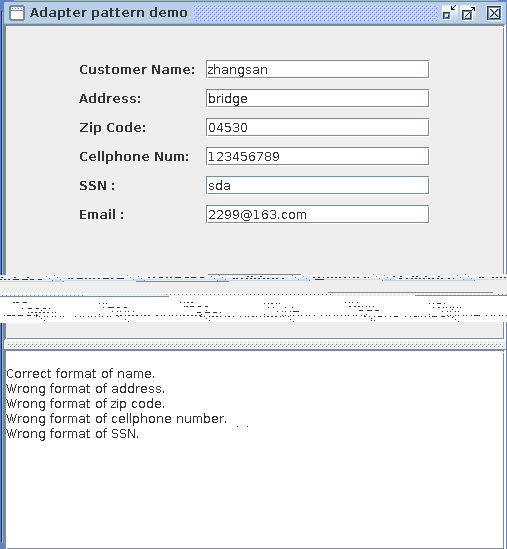 Adapter pattern demo
Customer Name: zhangsan
Address: bridge
Zip Code: 04530
Cellphone Num: 123456789
SSN : sda
Email : 2299@163.com
Correct format of name.
Wrong format of address.
Wrong format of zip code.
Wrong format of cellphone number.
Wrong format of SSN.